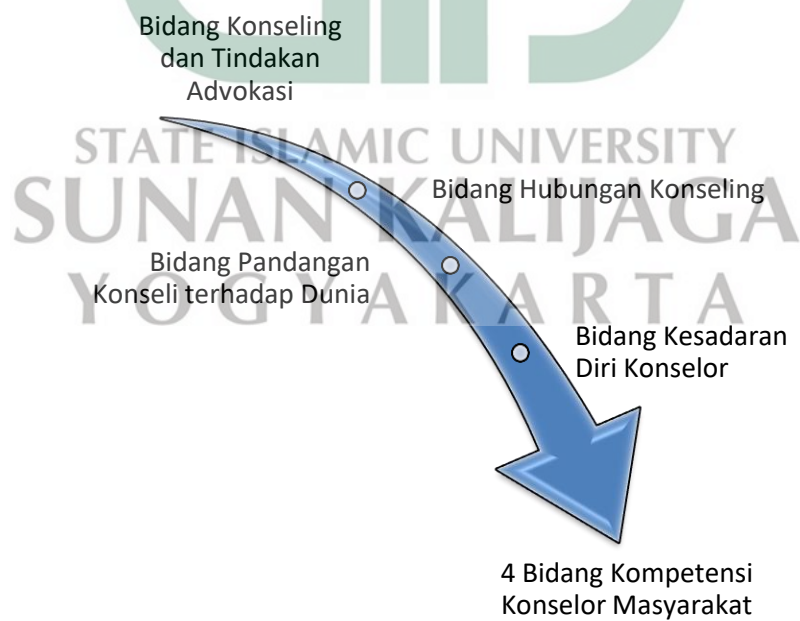 Bidang Konseling
dan Tindakan
Advokasi
STATE ISLAMIC UNIVERSITY
SUNAN KALIJAGA
YOGYAKARTA
Bidang Hubungan Konseling
Bidang Pandangan
Konseli terhadap Dunia
Bidang Kesadaran
Diri Konselor
4 Bidang Kompetensi
Konselor Masyarakat